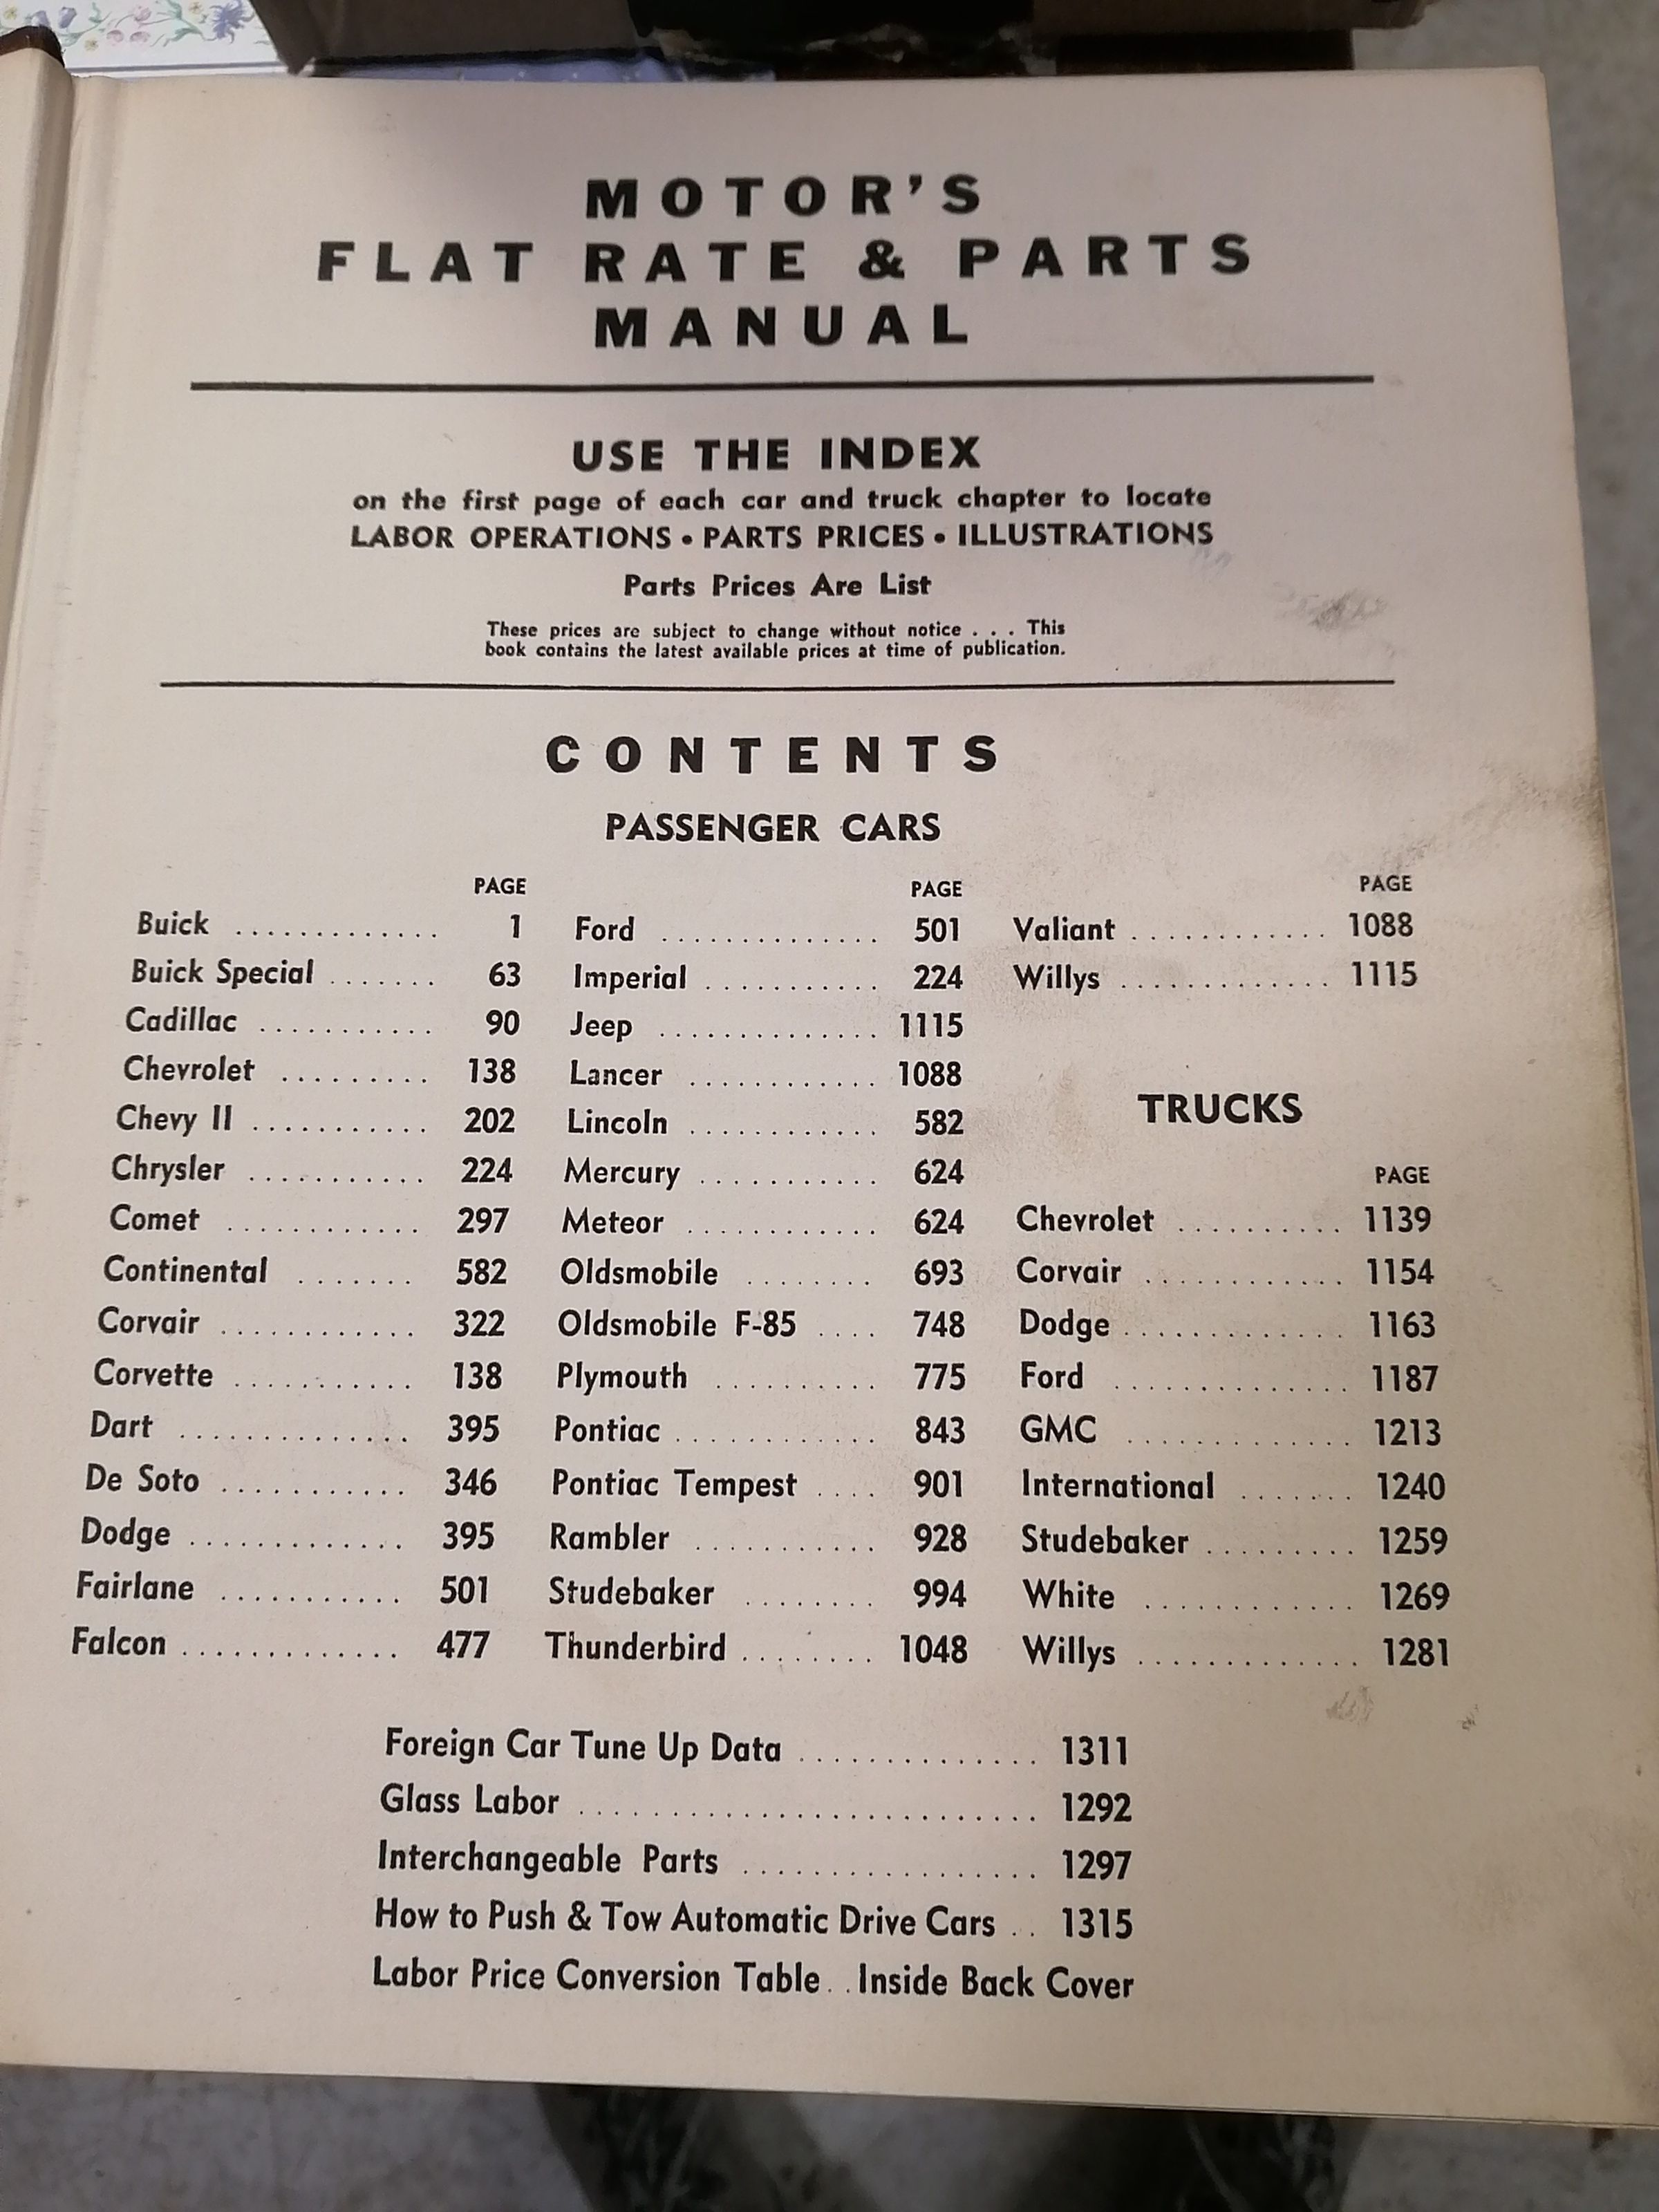 MOTOR'S
FLAT RATE & PARTS
MANUAL
USE THE INDEX
on the first page of each car and truck chapter to locate
LABOR OPERATIONS • PARTS PRICES • ILLUSTRATIONS
Parts Prices Are List
These prices are subject to change without notice . . . This
book contains the latest available prices at time of publication.
CONTENTS
PASSENGER CARS
PAGE
Buick ............. 1
Buick Special ....... 63
Cadillac ........... 90
Chevrolet ......... 138
Chevy II ........... 202
Chrysler ........... 224
Comet ............ 297
Continental ....... 582
Corvair ............ 322
Corvette ........... 138
Dart .............. 395
De Soto ........... 346
Dodge ............. 395
Fairlane ........... 501
Falcon ............. 477
PAGE
Ford .............. 501
Imperial ........... 224
Jeep .............. 1115
Lancer ............ 1088
Lincoln ............ 582
Mercury ........... 624
Meteor ............ 624
Oldsmobile ........ 693
Oldsmobile F-85 .... 748
Plymouth .......... 775
Pontiac ............ 843
Pontiac Tempest .... 901
Rambler ........... 928
Studebaker ........ 994
Thunderbird ........ 1048
PAGE
Valiant ............ 1088
Willys ............. 1115
TRUCKS
PAGE
Chevrolet .......... 1139
Corvair ............ 1154
Dodge ............. 1163
Ford .............. 1187
GMC ............. 1213
International ....... 1240
Studebaker ......... 1259
White ............ 1269
Willys ............. 1281
Foreign Car Tune Up Data .............. 1311
Glass Labor .......................... 1292
Interchangeable Parts ................. 1297
How to Push & Tow Automatic Drive Cars .. 1315
Labor Price Conversion Table . . Inside Back Cover